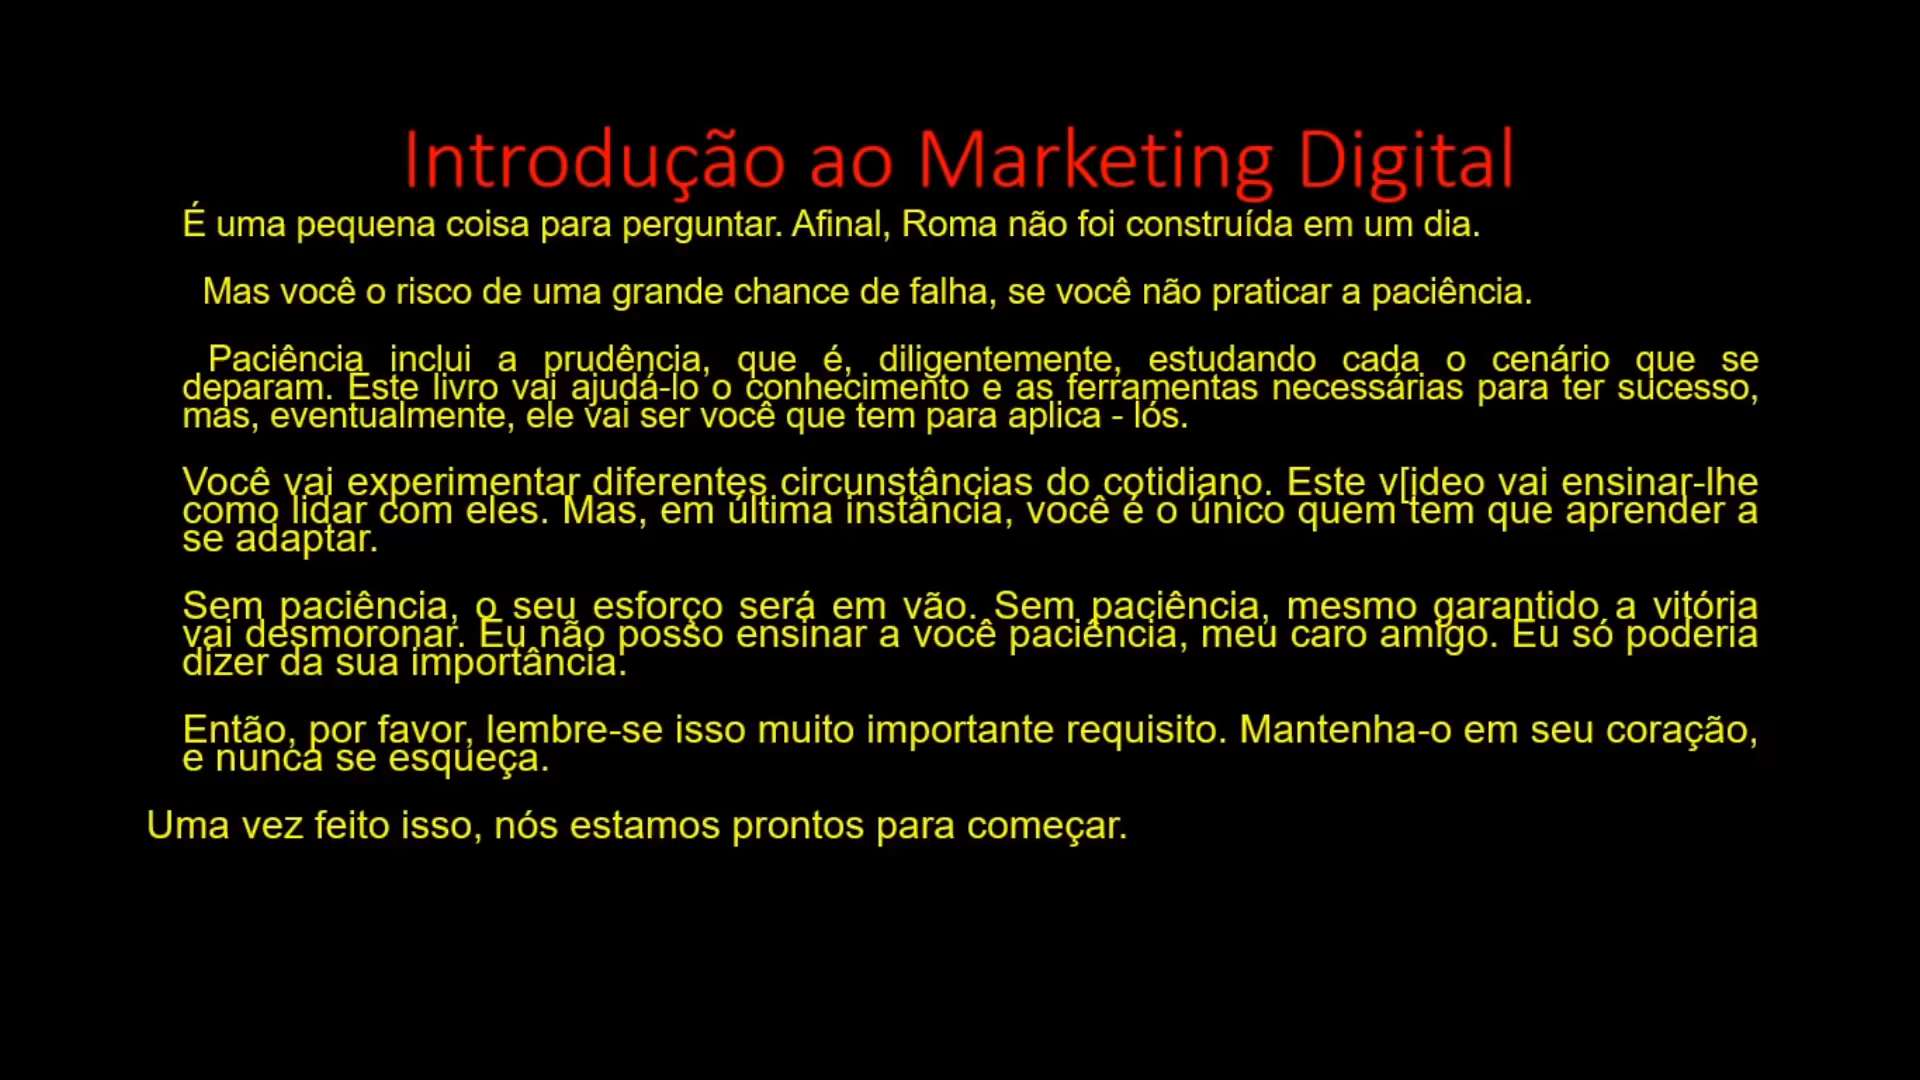 Introdução ao Marketing Digital
É uma pequena coisa para perguntar. Afinal, Roma não foi construída em um dia.
Mas você o risco de uma grande chance de falha, se você não praticar a paciência.
Paciência inclui a prudência, que é, diligentemente, estudando cada o cenário que se
deparam. Este livro vai ajudá-lo o conhecimento e as ferramentas necessárias para ter sucesso,
mas, eventualmente, ele vai ser você que tem para aplica - lós.
Você vai experimentar diferentes circunstâncias do cotidiano. Este v[ideo vai ensinar-lhe
como lidar com eles. Mas, em última instância, você é o único quem tem que aprender a
se adaptar.
Sem paciência, o seu esforço será em vão. Sem paciência, mesmo garantido a vitória
vai desmoronar. Eu não posso ensinar a você paciência, meu caro amigo. Eu só poderia
dizer da sua importância.
Então, por favor, lembre-se isso muito importante requisito. Mantenha-o em seu coração,
e nunca se esqueça.
Uma vez feito isso, nós estamos prontos para começar.